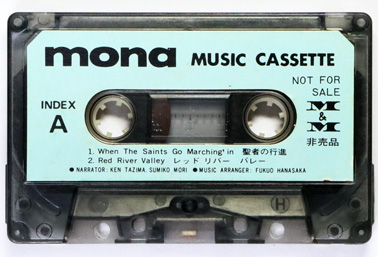 mona MUSIC CASSETTE
NOT FOR
SALE
INDEX
A
M
&
M
非売品
1. When The Saints Go Marching' in 聖者の行進
2. Red River Valley レッド リバー バレー
● NARRATOR: KEN TAZIMA. SUMIKO MORI ● MUSIC ARRANGER: FUKUO HANASAKA